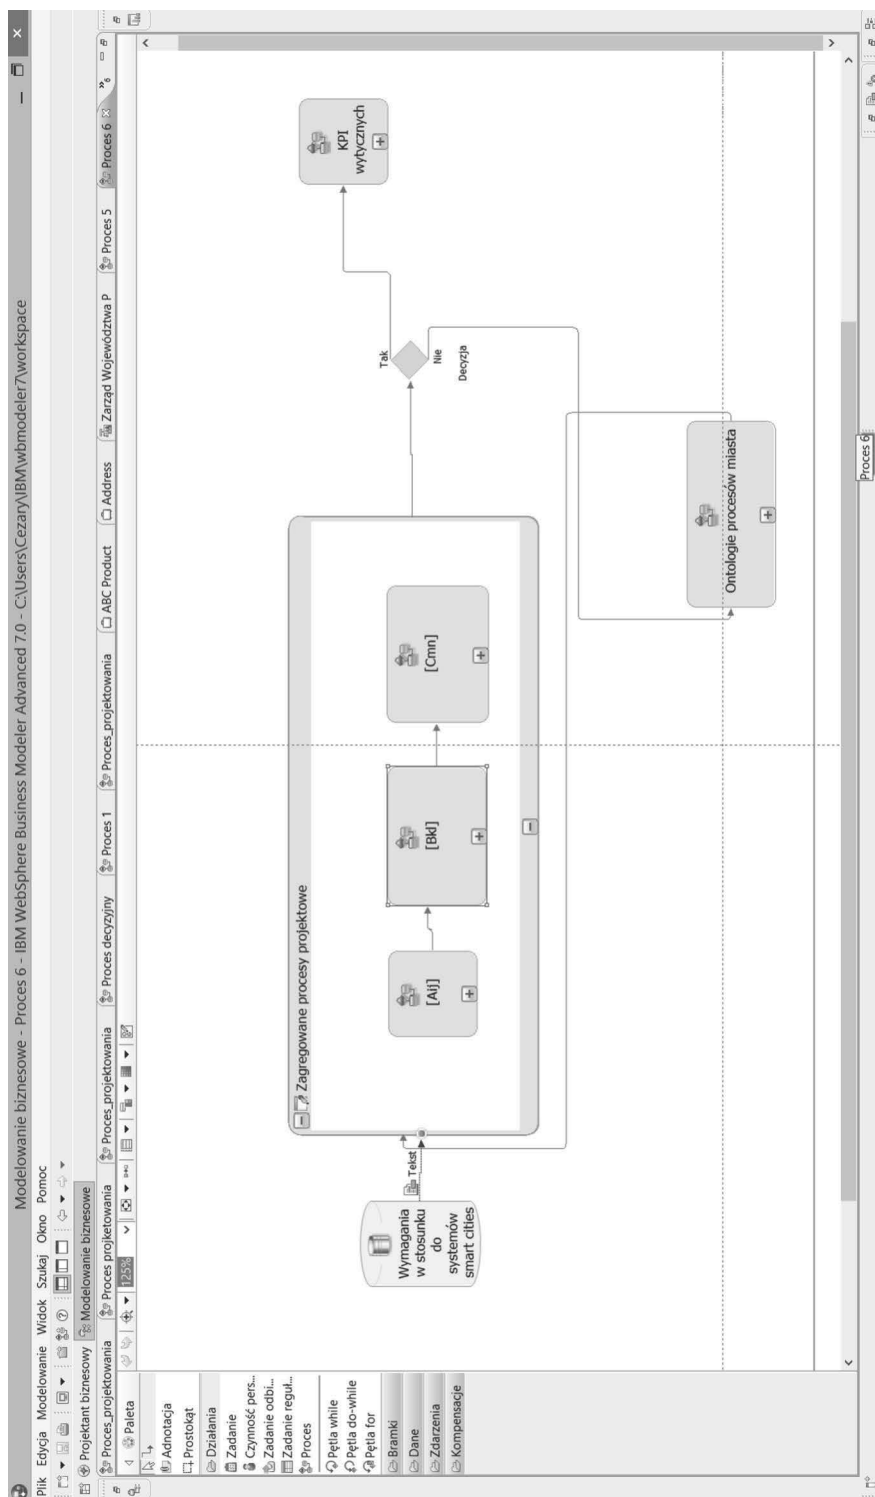 Modelowanie biznesowe - Proces 6 - IBM WebSphere Business Modeler Advanced 7.0 - C:\Users\Cezary\IBM\wbmodeler7\workspace
Plik Edycja Modelowanie Widok Szukaj Okno Pomoc
Projektant biznesowy Modelowanie biznesowe
Proces_projektowania Proces projketowania Proces_projektowania Proces decyzyjny Proces 1 Proces_projektowania ABC Product Address Zarząd Województwa P Proces 5 Proces 6 »6
Paleta 125%
Adnotacja
Prostokąt
Działania
Zadanie
Czynność pers...
Zadanie odbi...
Zadanie reguł...
Proces
Pętla while
Pętla do-while
Pętla for
Bramki
Dane
Zdarzenia
Kompensacje
Wymagania
w stosunku
do
systemów
smart cities
Tekst
Zagregowane procesy projektowe
[Aij]
[Bkl]
[Cmn]
Tak
Nie
Decyzja
KPI
wytycznych
Ontologie procesów miasta
Proces 6